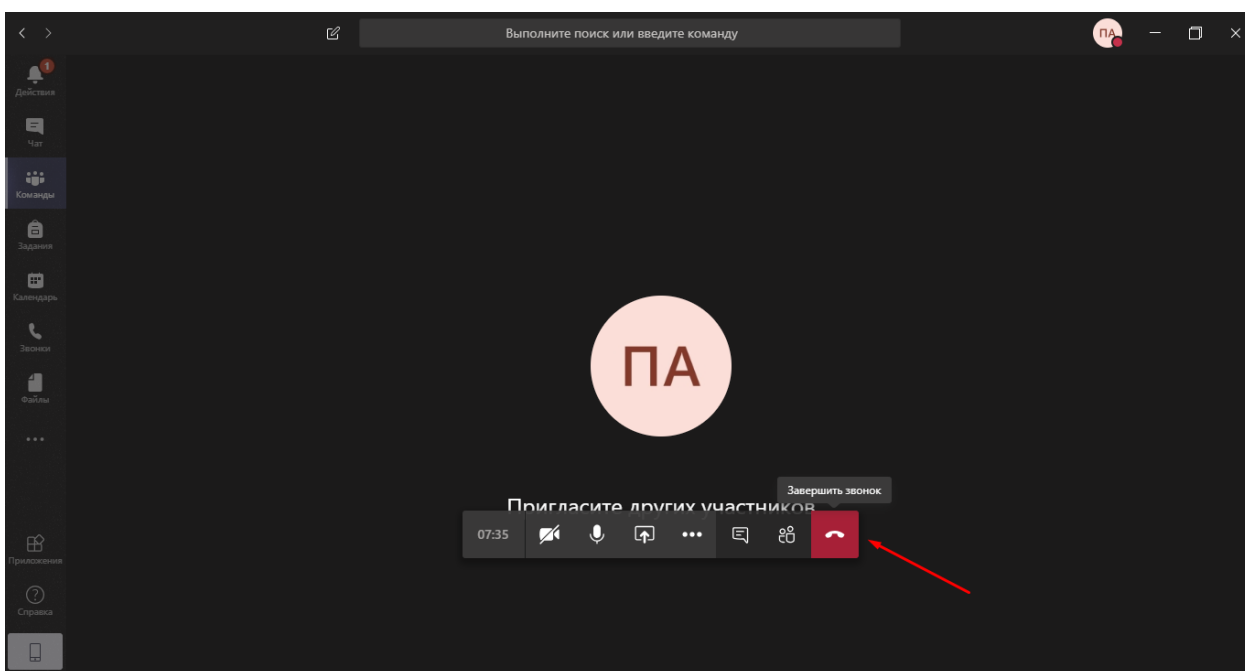 Выполните поиск или введите команду
ПА
1
Действия
Чат
Команды
Задания
Календарь
Звонки
Файлы
ПА
Завершить звонок
Пригласите других участников
07:35
Приложения
Справка